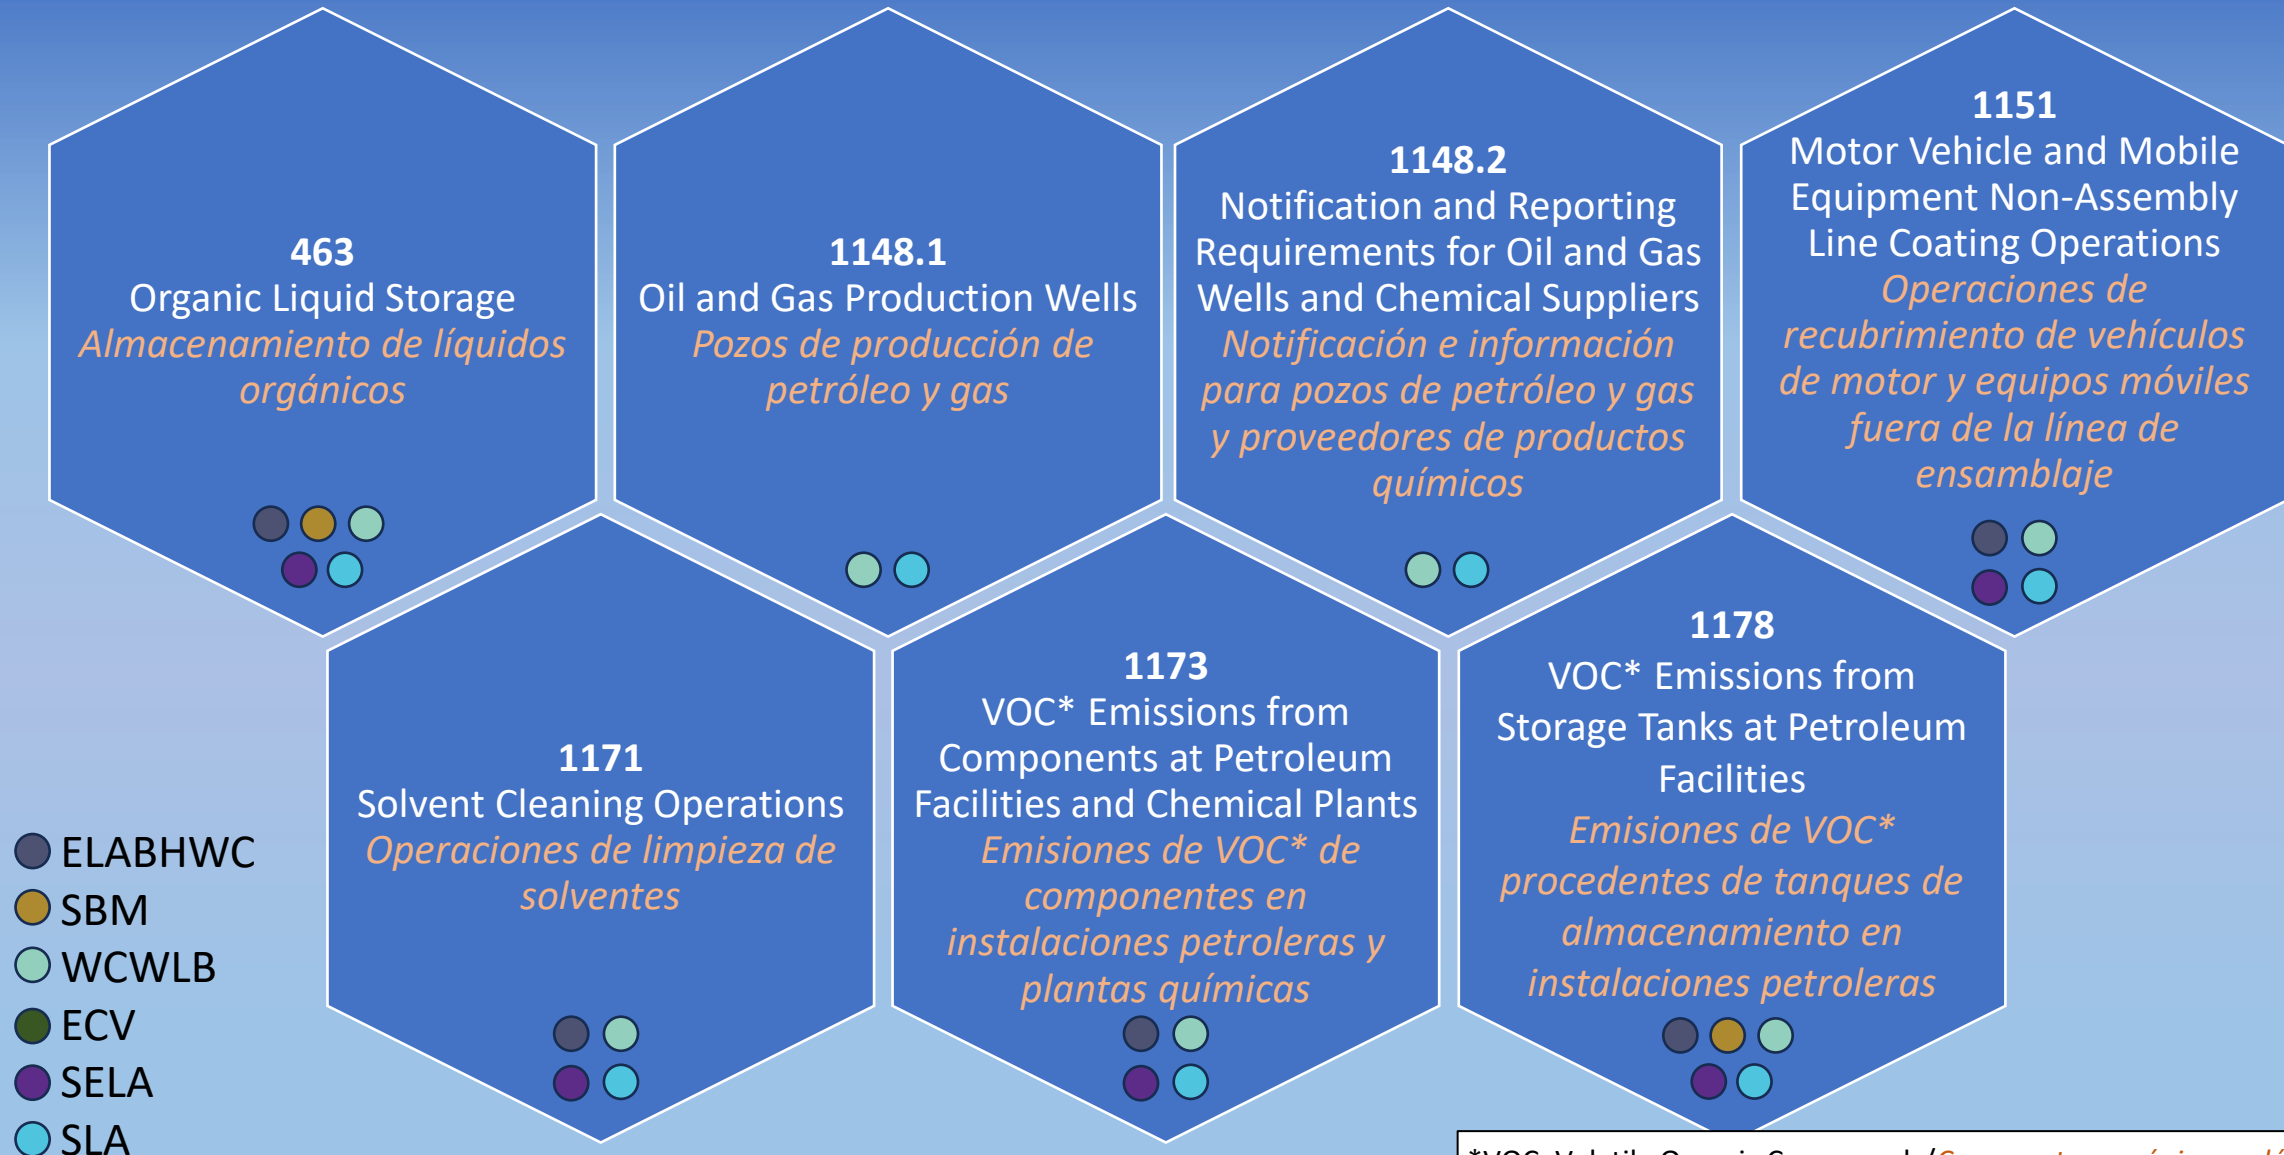 463
Organic Liquid Storage
Almacenamiento de líquidos
orgánicos
1148.1
Oil and Gas Production Wells
Pozos de producción de
petróleo y gas
1148.2
Notification and Reporting
Requirements for Oil and Gas
Wells and Chemical Suppliers
Notificación e información
para pozos de petróleo y gas
y proveedores de productos
químicos
1151
Motor Vehicle and Mobile
Equipment Non-Assembly
Line Coating Operations
Operaciones de
recubrimiento de vehículos
de motor y equipos móviles
fuera de la línea de
ensamblaje
1171
Solvent Cleaning Operations
Operaciones de limpieza de
solventes
1173
VOC* Emissions from
Components at Petroleum
Facilities and Chemical Plants
Emisiones de VOC* de
componentes en
instalaciones petroleras y
plantas químicas
1178
VOC* Emissions from
Storage Tanks at Petroleum
Facilities
Emisiones de VOC*
procedentes de tanques de
almacenamiento en
instalaciones petroleras
ELABHWC
SBM
WCWLB
ECV
SELA
SLA